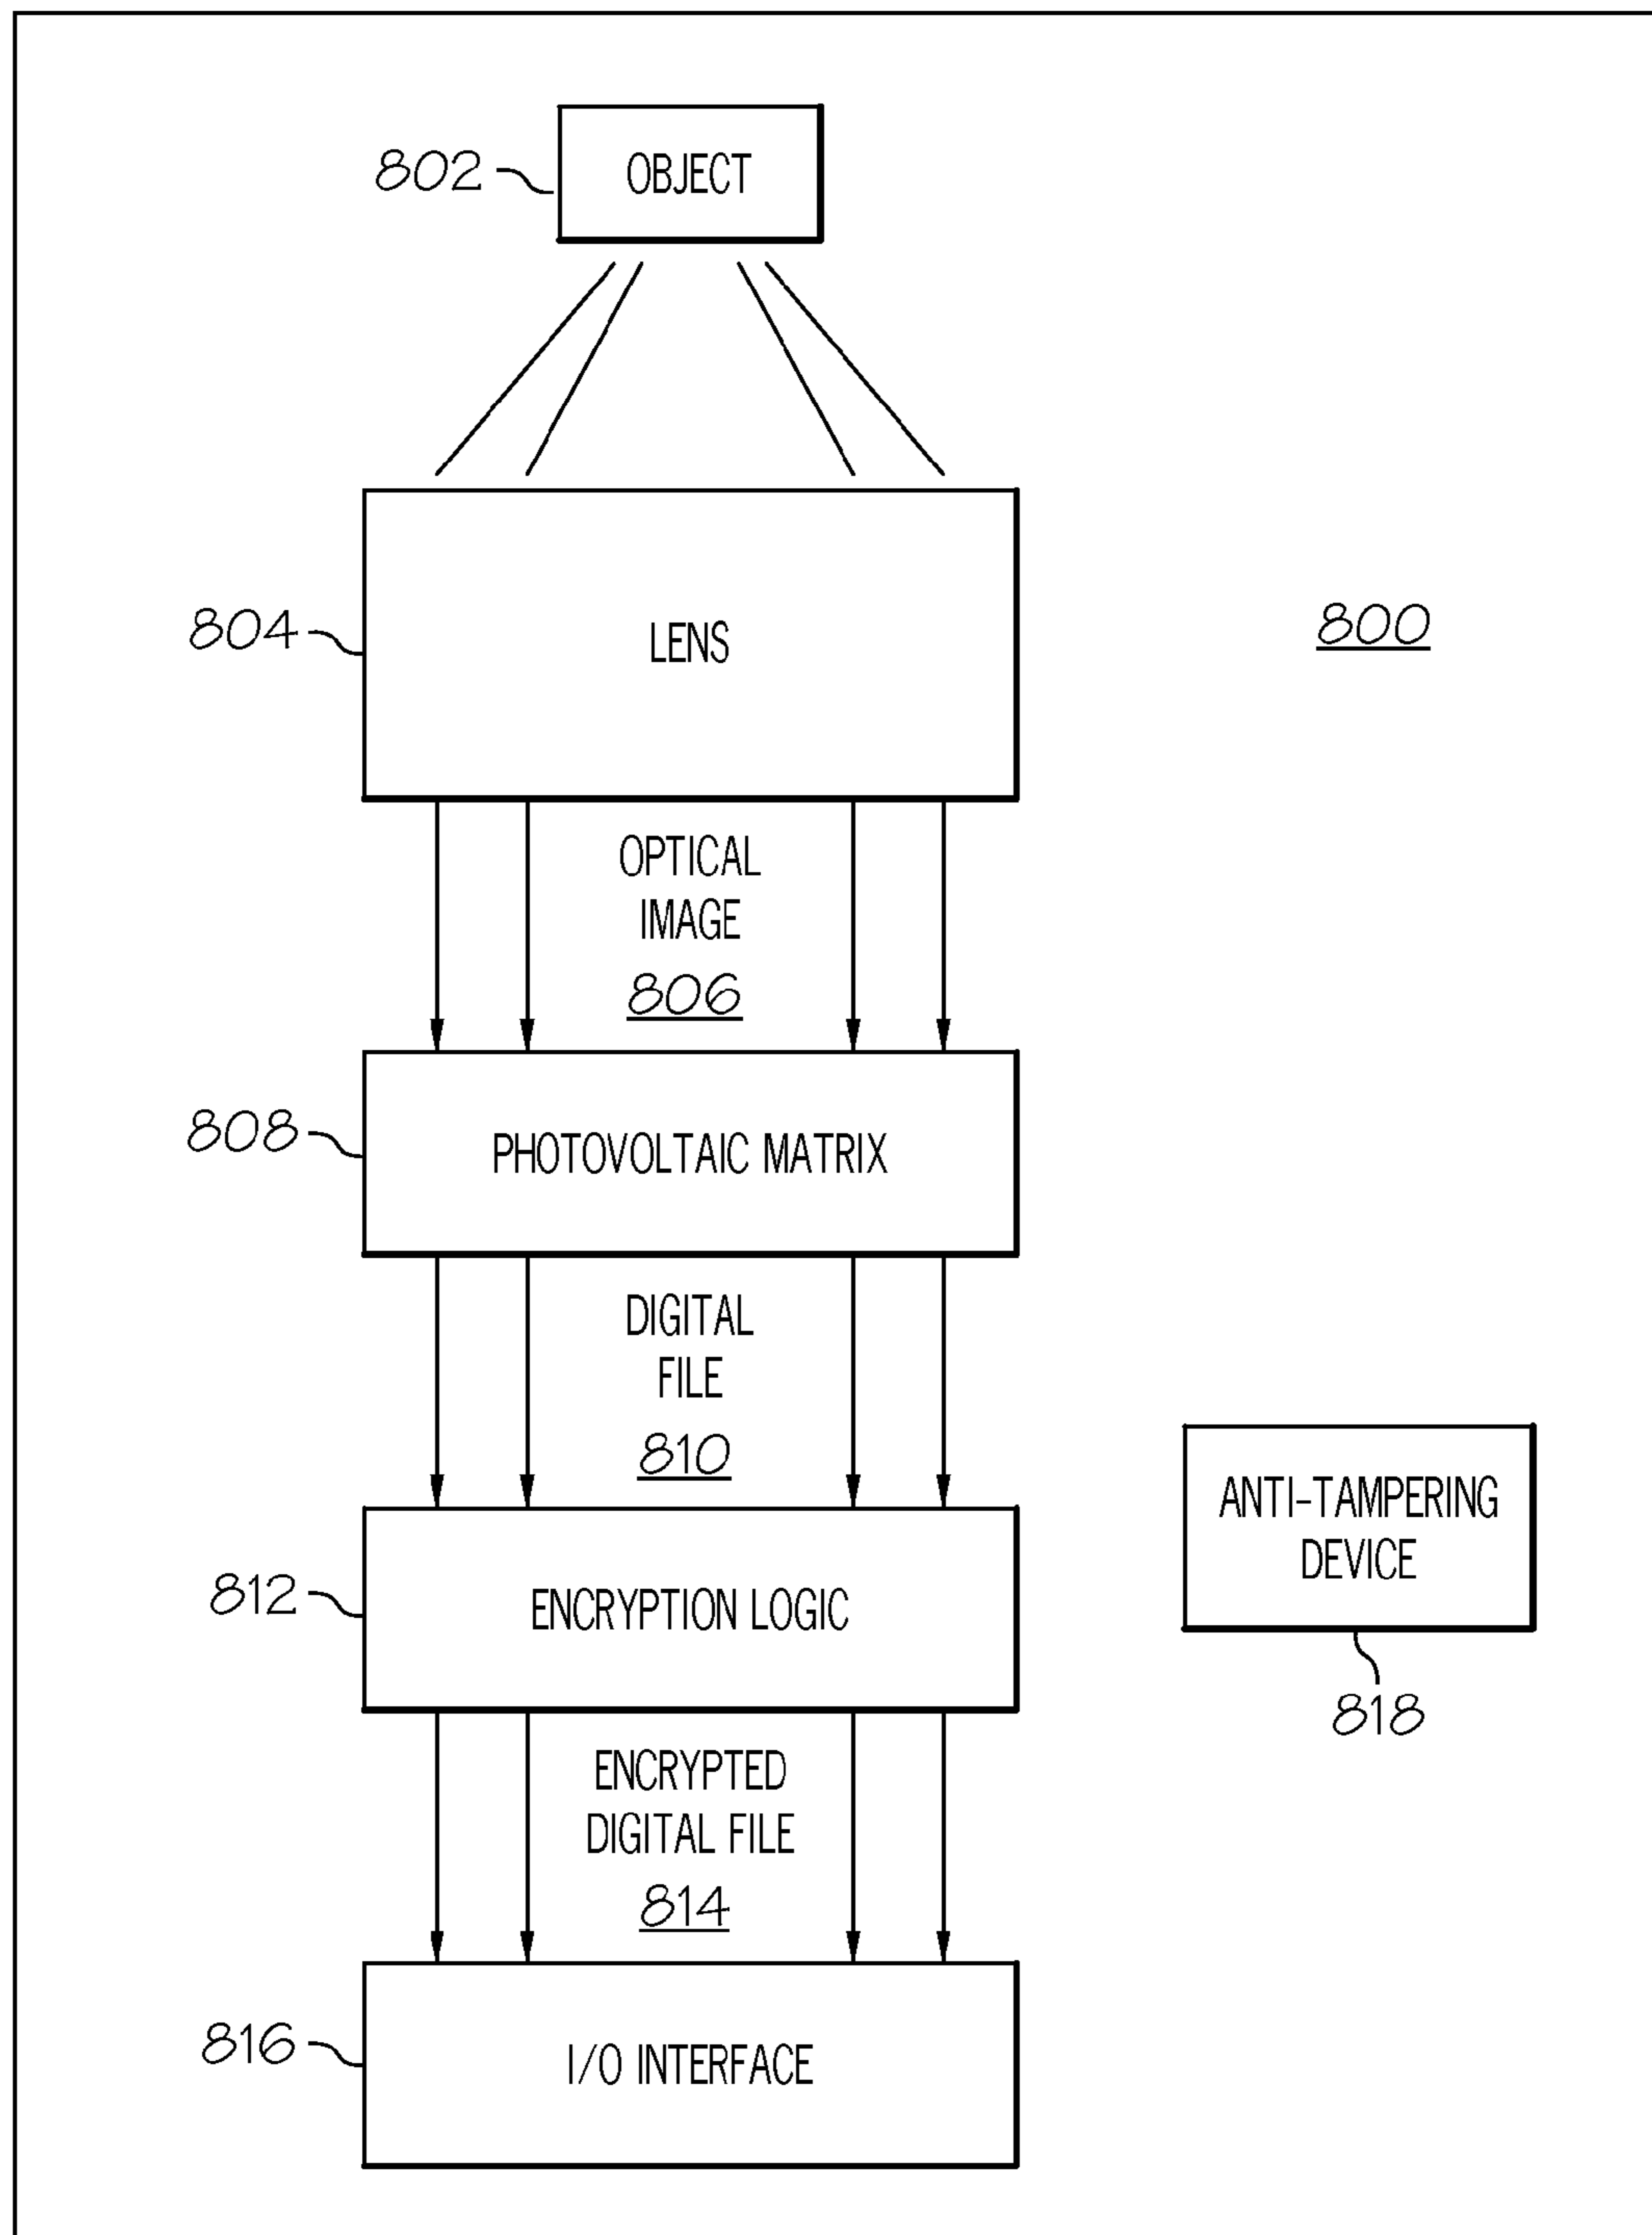 802
OBJECT
804
LENS
800
OPTICAL
IMAGE
806
808
PHOTOVOLTAIC MATRIX
DIGITAL
FILE
810
812
ENCRYPTION LOGIC
ANTI-TAMPERING
DEVICE
818
ENCRYPTED
DIGITAL FILE
814
816
I/O INTERFACE